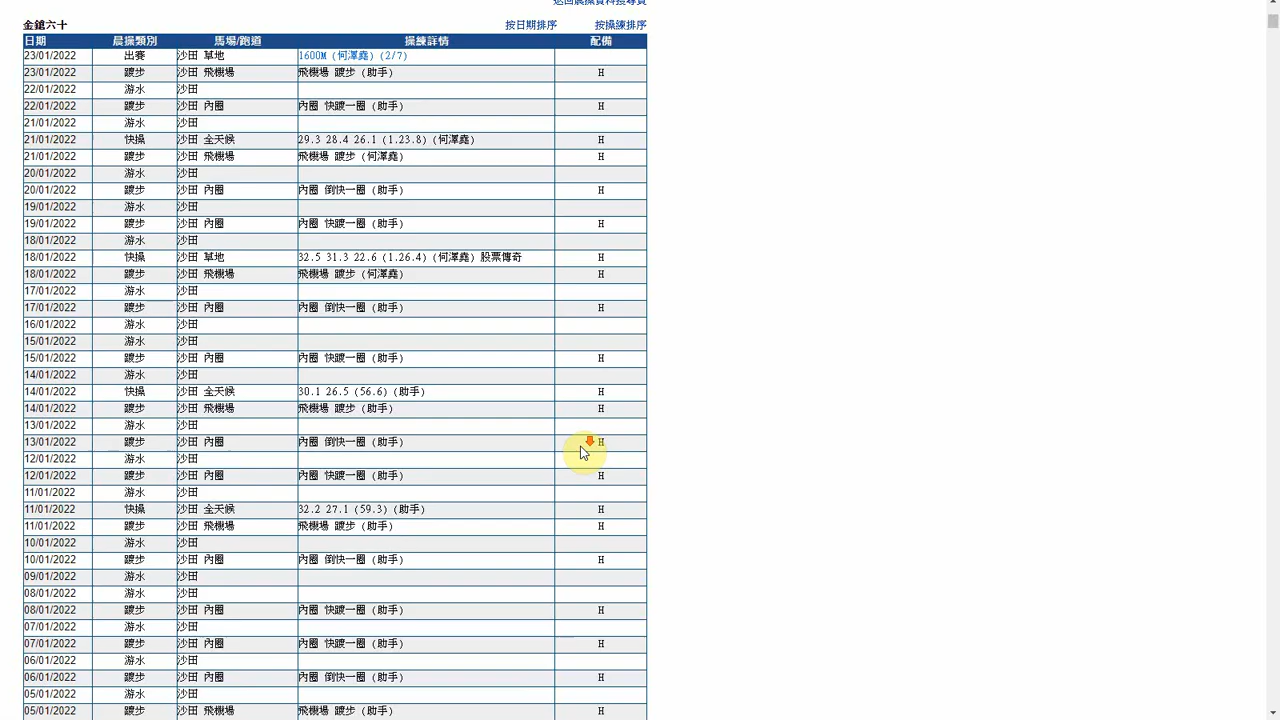 返回晨操資料搜尋頁
金鎗六十 按日期排序 按操練排序
日期 晨操類別 馬場/跑道 操練詳情 配備
23/01/2022 出賽 沙田 草地 1600M (何澤堯) (2/7)
23/01/2022 踱步 沙田 飛機場 飛機場 踱步 (助手) H
22/01/2022 游水 沙田
22/01/2022 踱步 沙田 內圈 內圈 快踱一圈 (助手) H
21/01/2022 游水 沙田
21/01/2022 快操 沙田 全天候 29.3 28.4 26.1 (1.23.8) (何澤堯) H
21/01/2022 踱步 沙田 飛機場 飛機場 踱步 (何澤堯) H
20/01/2022 游水 沙田
20/01/2022 踱步 沙田 內圈 內圈 倒快一圈 (助手) H
19/01/2022 游水 沙田
19/01/2022 踱步 沙田 內圈 內圈 快踱一圈 (助手) H
18/01/2022 游水 沙田
18/01/2022 快操 沙田 草地 32.5 31.3 22.6 (1.26.4) (何澤堯) 股票傳奇 H
18/01/2022 踱步 沙田 飛機場 飛機場 踱步 (何澤堯) H
17/01/2022 游水 沙田
17/01/2022 踱步 沙田 內圈 內圈 倒快一圈 (助手) H
16/01/2022 游水 沙田
15/01/2022 游水 沙田
15/01/2022 踱步 沙田 內圈 內圈 快踱一圈 (助手) H
14/01/2022 游水 沙田
14/01/2022 快操 沙田 全天候 30.1 26.5 (56.6) (助手) H
14/01/2022 踱步 沙田 飛機場 飛機場 踱步 (助手) H
13/01/2022 游水 沙田
13/01/2022 踱步 沙田 內圈 內圈 倒快一圈 (助手) H
12/01/2022 游水 沙田
12/01/2022 踱步 沙田 內圈 內圈 快踱一圈 (助手) H
11/01/2022 游水 沙田
11/01/2022 快操 沙田 全天候 32.2 27.1 (59.3) (助手) H
11/01/2022 踱步 沙田 飛機場 飛機場 踱步 (助手) H
10/01/2022 游水 沙田
10/01/2022 踱步 沙田 內圈 內圈 倒快一圈 (助手) H
09/01/2022 游水 沙田
08/01/2022 游水 沙田
08/01/2022 踱步 沙田 內圈 內圈 快踱一圈 (助手) H
07/01/2022 游水 沙田
07/01/2022 踱步 沙田 內圈 內圈 快踱一圈 (助手) H
06/01/2022 游水 沙田
06/01/2022 踱步 沙田 內圈 內圈 倒快一圈 (助手) H
05/01/2022 游水 沙田
05/01/2022 踱步 沙田 飛機場 飛機場 踱步 (助手) H